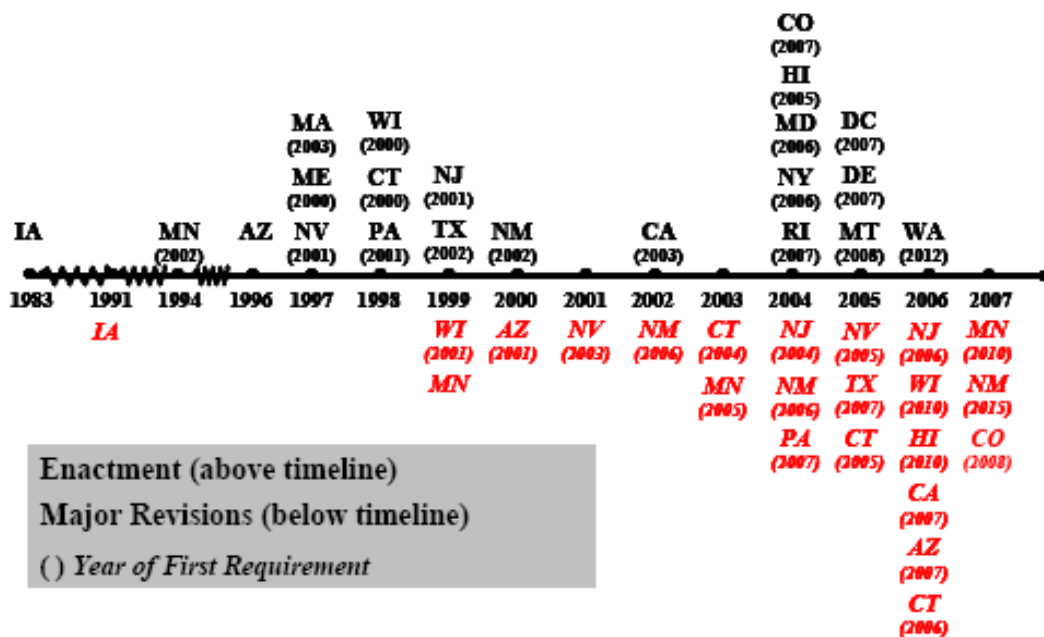 CO
(2007)
HI
(2005)
MA WI MD DC
(2003) (2000) (2006) (2007)
ME CT NJ NY DE
(2000) (2000) (2001) (2006) (2007)
IA MN AZ NV PA TX NM CA RI MT WA
(2002) (2001) (2001) (2002) (2002) (2003) (2007) (2008) (2012)
1983 1991 1994 1996 1997 1998 1999 2000 2001 2002 2003 2004 2005 2006 2007
IA WI AZ NV NM CT NJ NV NJ MN
(2001) (2001) (2003) (2006) (2004) (2004) (2005) (2006) (2010)
MN MN NM TX WI NM
(2005) (2006) (2007) (2010) (2015)
PA CT HI CO
(2007) (2005) (2010) (2008)
CA
(2007)
AZ
(2007)
CT
(2006)
Enactment (above timeline)
Major Revisions (below timeline)
( ) Year of First Requirement